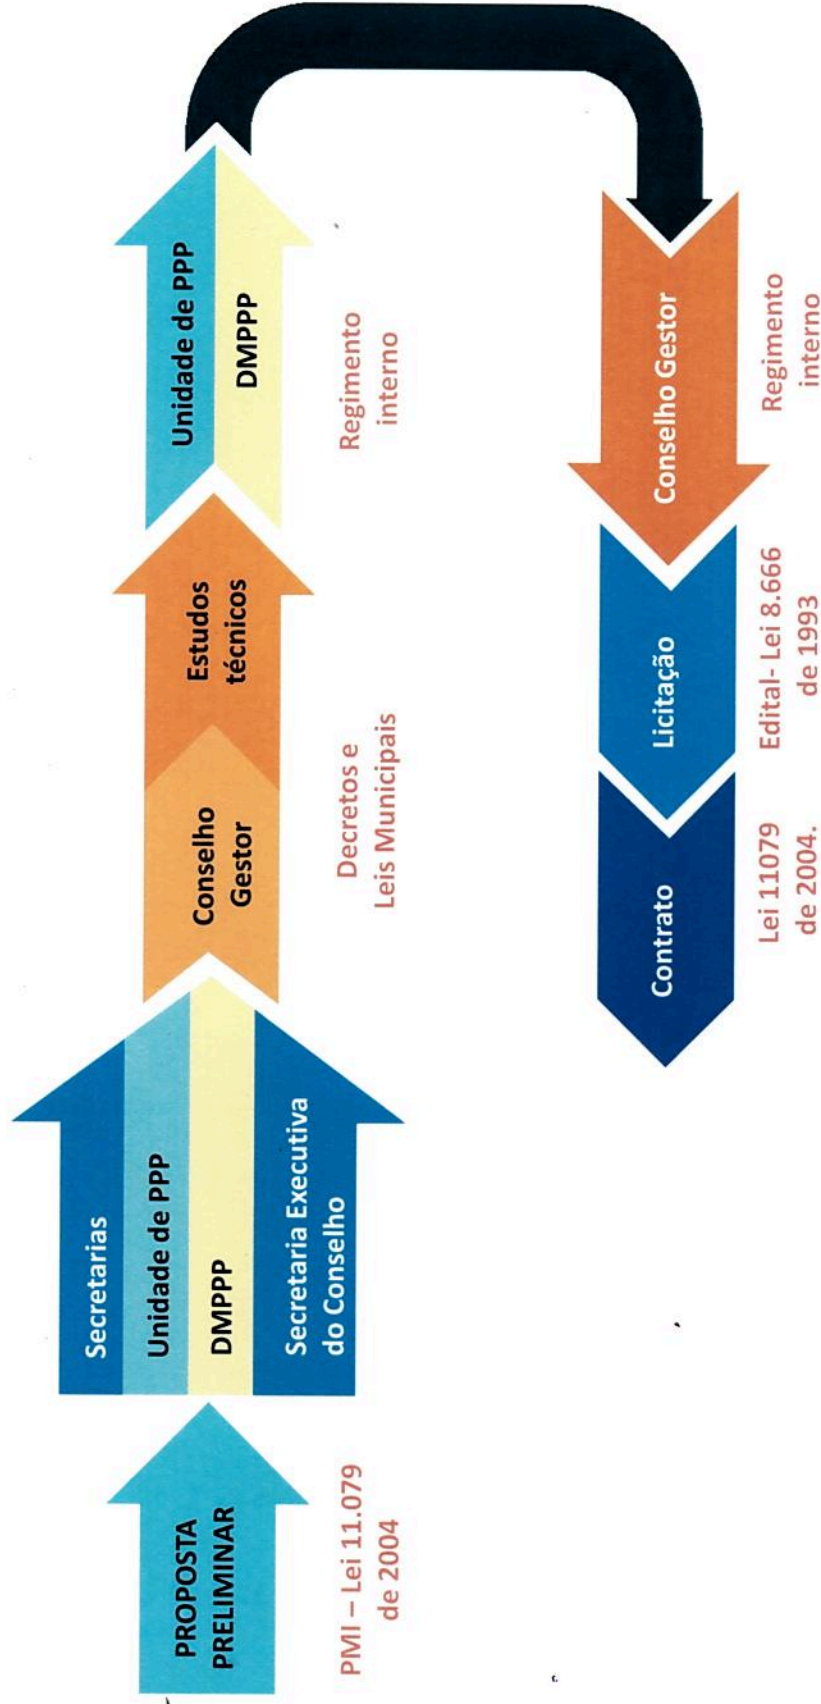 PROPOSTA
PRELIMINAR
PMI – Lei 11.079
de 2004
Secretarias
Unidade de PPP
DMPPP
Secretaria Executiva
do Conselho
Conselho
Gestor
Estudos
técnicos
Decretos e
Leis Municipais
Unidade de PPP
DMPPP
Regimento
interno
Conselho Gestor
Regimento
interno
Licitação
Edital- Lei 8.666
de 1993
Contrato
Lei 11079
de 2004.